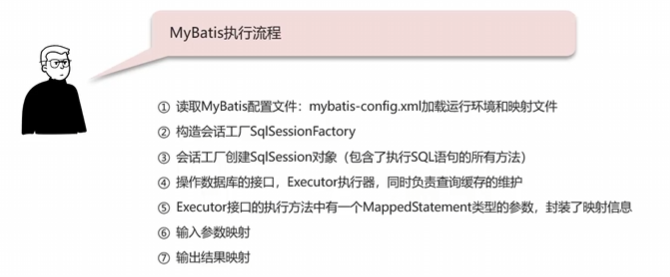 MyBatis执行流程
① 读取MyBatis配置文件：mybatis-config.xml加载运行环境和映射文件
② 构造会话工厂SqlSessionFactory
③ 会话工厂创建SqlSession对象（包含了执行SQL语句的所有方法）
④ 操作数据库的接口，Executor执行器，同时负责查询缓存的维护
⑤ Executor接口的执行方法中有一个MappedStatement类型的参数，封装了映射信息
⑥ 输入参数映射
⑦ 输出结果映射